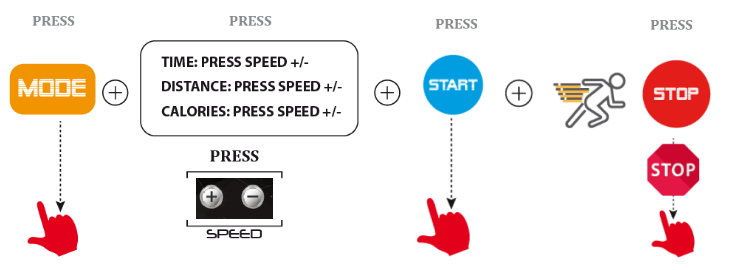 PRESS
PRESS
PRESS
PRESS
MODE
TIME: PRESS SPEED +/-
DISTANCE: PRESS SPEED +/-
CALORIES: PRESS SPEED +/-
START
STOP
PRESS
+ −
SPEED
STOP